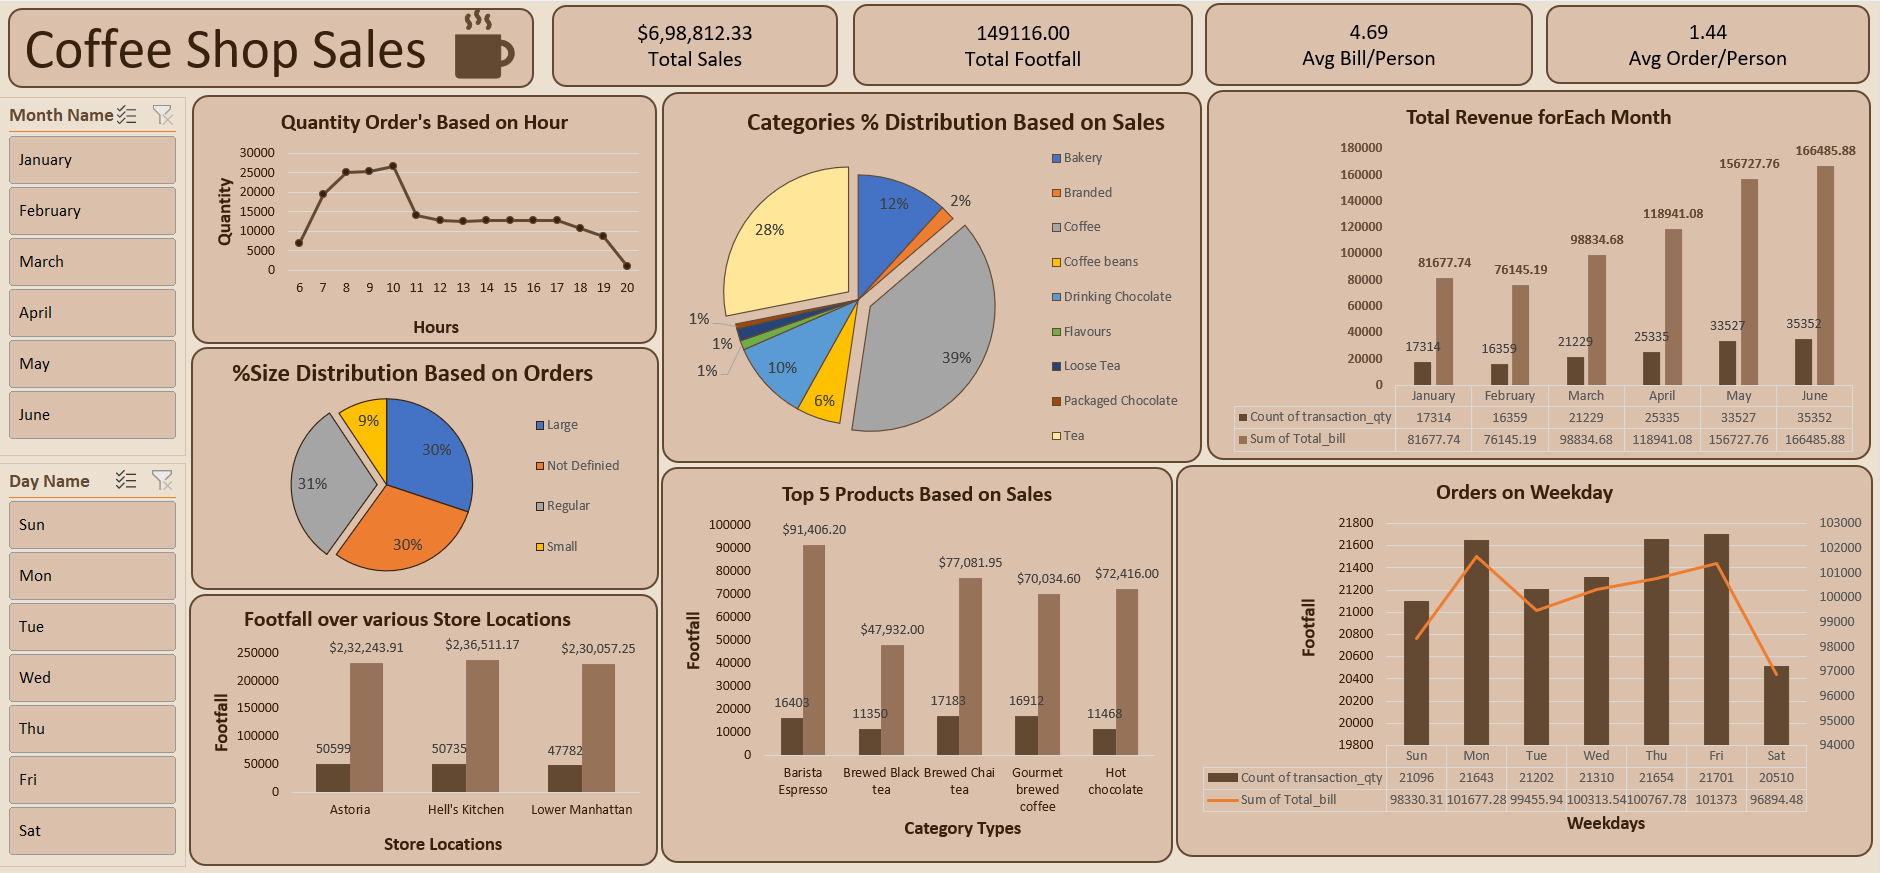 Coffee Shop Sales
$6,98,812.33
Total Sales
149116.00
Total Footfall
4.69
Avg Bill/Person
1.44
Avg Order/Person
Month Name
January
February
March
April
May
June
Day Name
Sun
Mon
Tue
Wed
Thu
Fri
Sat
Quantity Order's Based on Hour
Quantity
30000
25000
20000
15000
10000
5000
0
6 7 8 9 10 11 12 13 14 15 16 17 18 19 20
Hours
%Size Distribution Based on Orders
9%
30%
31%
30%
Large
Not Definied
Regular
Small
Footfall over various Store Locations
Footfall
250000
200000
150000
100000
50000
0
$2,32,243.91 $2,36,511.17 $2,30,057.25
50599 50735 47782
Astoria Hell's Kitchen Lower Manhattan
Store Locations
Categories % Distribution Based on Sales
12%
2%
28%
39%
1%
1%
1%
10%
6%
Bakery
Branded
Coffee
Coffee beans
Drinking Chocolate
Flavours
Loose Tea
Packaged Chocolate
Tea
Top 5 Products Based on Sales
Footfall
100000
90000
80000
70000
60000
50000
40000
30000
20000
10000
0
$91,406.20 $47,932.00 $77,081.95 $70,034.60 $72,416.00
16403 11350 17183 16912 11468
Barista Espresso
Brewed Black tea
Brewed Chai tea
Gourmet brewed coffee
Hot chocolate
Category Types
Total Revenue forEach Month
180000
160000
140000
120000
100000
80000
60000
40000
20000
0
81677.74 76145.19 98834.68 118941.08 156727.76 166485.88
17314 16359 21229 25335 33527 35352
January February March April May June
Count of transaction_qty 17314 16359 21229 25335 33527 35352
Sum of Total_bill 81677.74 76145.19 98834.68 118941.08 156727.76 166485.88
Orders on Weekday
Footfall
21800
21600
21400
21200
21000
20800
20600
20400
20200
20000
19800
103000
102000
101000
100000
99000
98000
97000
96000
95000
94000
Sun Mon Tue Wed Thu Fri Sat
Count of transaction_qty 21096 21643 21202 21310 21654 21701 20510
Sum of Total_bill 98330.31 101677.28 99455.94 100313.54 100767.78 101373 96894.48
Weekdays